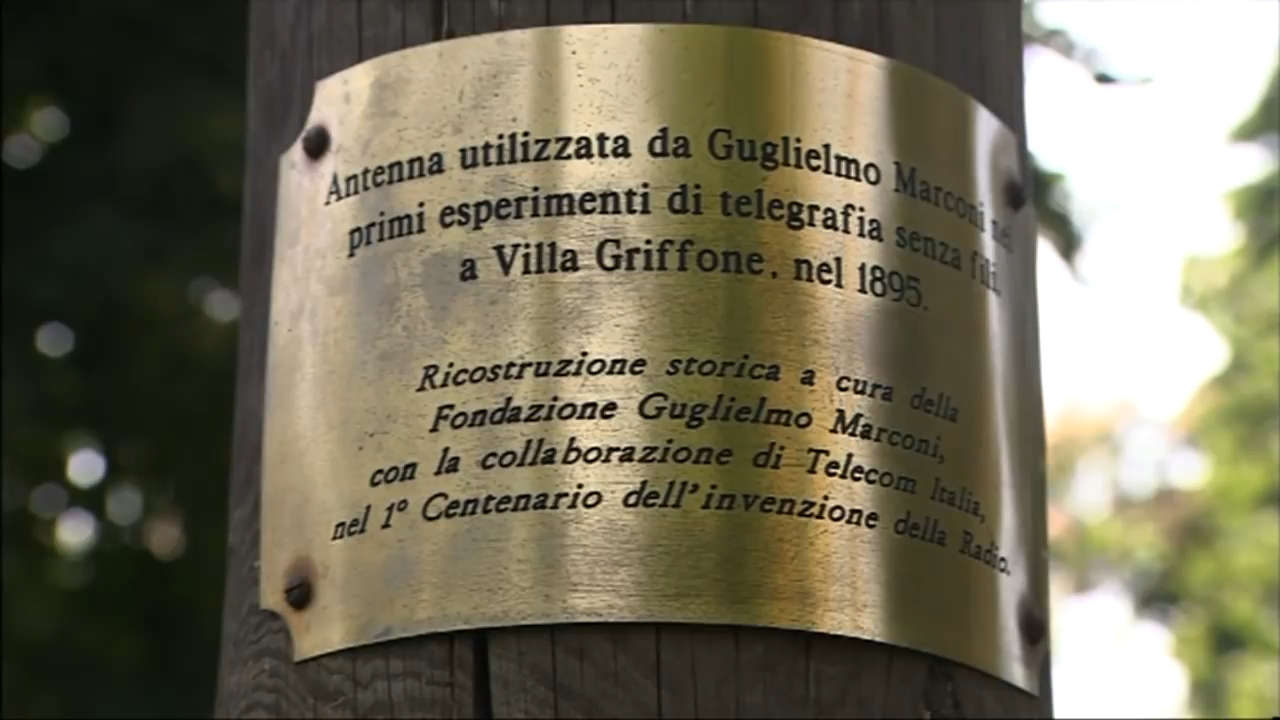 Antenna utilizzata da Guglielmo Marconi nei
primi esperimenti di telegrafia senza fili,
a Villa Griffone, nel 1895.
Ricostruzione storica a cura della
Fondazione Guglielmo Marconi,
con la collaborazione di Telecom Italia,
nel 1° Centenario dell'invenzione della Radio.